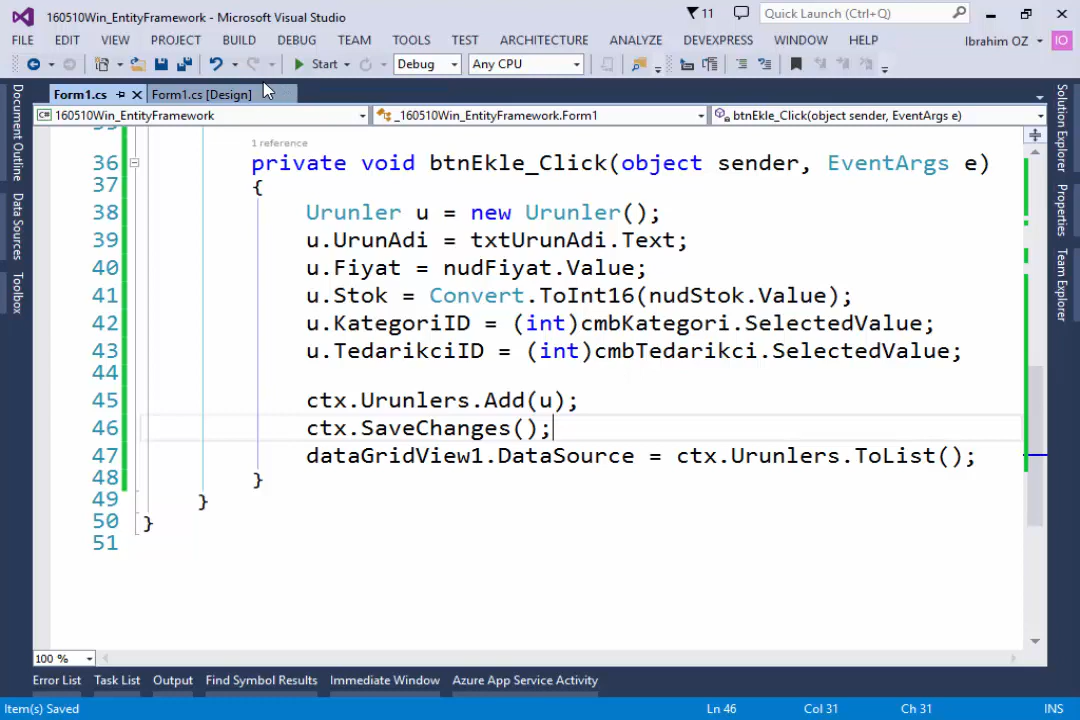 160510Win_EntityFramework - Microsoft Visual Studio
11
Quick Launch (Ctrl+Q)
FILE EDIT VIEW PROJECT BUILD DEBUG TEAM TOOLS TEST ARCHITECTURE ANALYZE DEVEXPRESS WINDOW HELP
Ibrahim OZ
IO
Start
Debug
Any CPU
Form1.cs
Form1.cs [Design]
160510Win_EntityFramework
_160510Win_EntityFramework.Form1
btnEkle_Click(object sender, EventArgs e)
Document Outline
Data Sources
Toolbox
Solution Explorer
Properties
Team Explorer
1 reference
36 private void btnEkle_Click(object sender, EventArgs e)
37 {
38 Urunler u = new Urunler();
39 u.UrunAdi = txtUrunAdi.Text;
40 u.Fiyat = nudFiyat.Value;
41 u.Stok = Convert.ToInt16(nudStok.Value);
42 u.KategoriID = (int)cmbKategori.SelectedValue;
43 u.TedarikciID = (int)cmbTedarikci.SelectedValue;
44
45 ctx.Urunlers.Add(u);
46 ctx.SaveChanges();
47 dataGridView1.DataSource = ctx.Urunlers.ToList();
48 }
49 }
50 }
51
100 %
Error List Task List Output Find Symbol Results Immediate Window Azure App Service Activity
Item(s) Saved
Ln 46
Col 31
Ch 31
INS